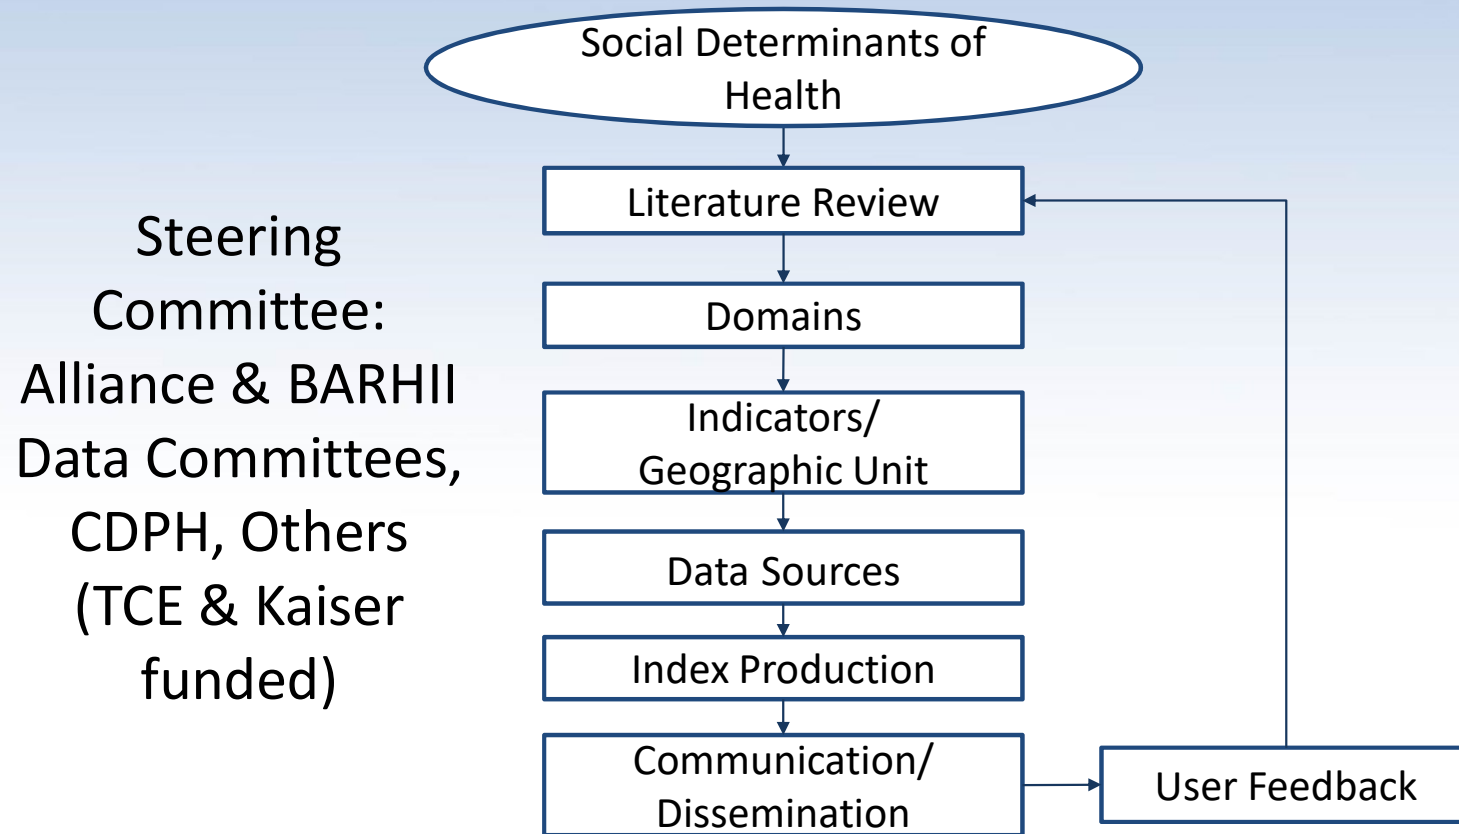 Social Determinants of
Health
Literature Review
Domains
Indicators/
Geographic Unit
Data Sources
Index Production
Communication/
Dissemination
User Feedback
Steering
Committee:
Alliance & BARHII
Data Committees,
CDPH, Others
(TCE & Kaiser
funded)